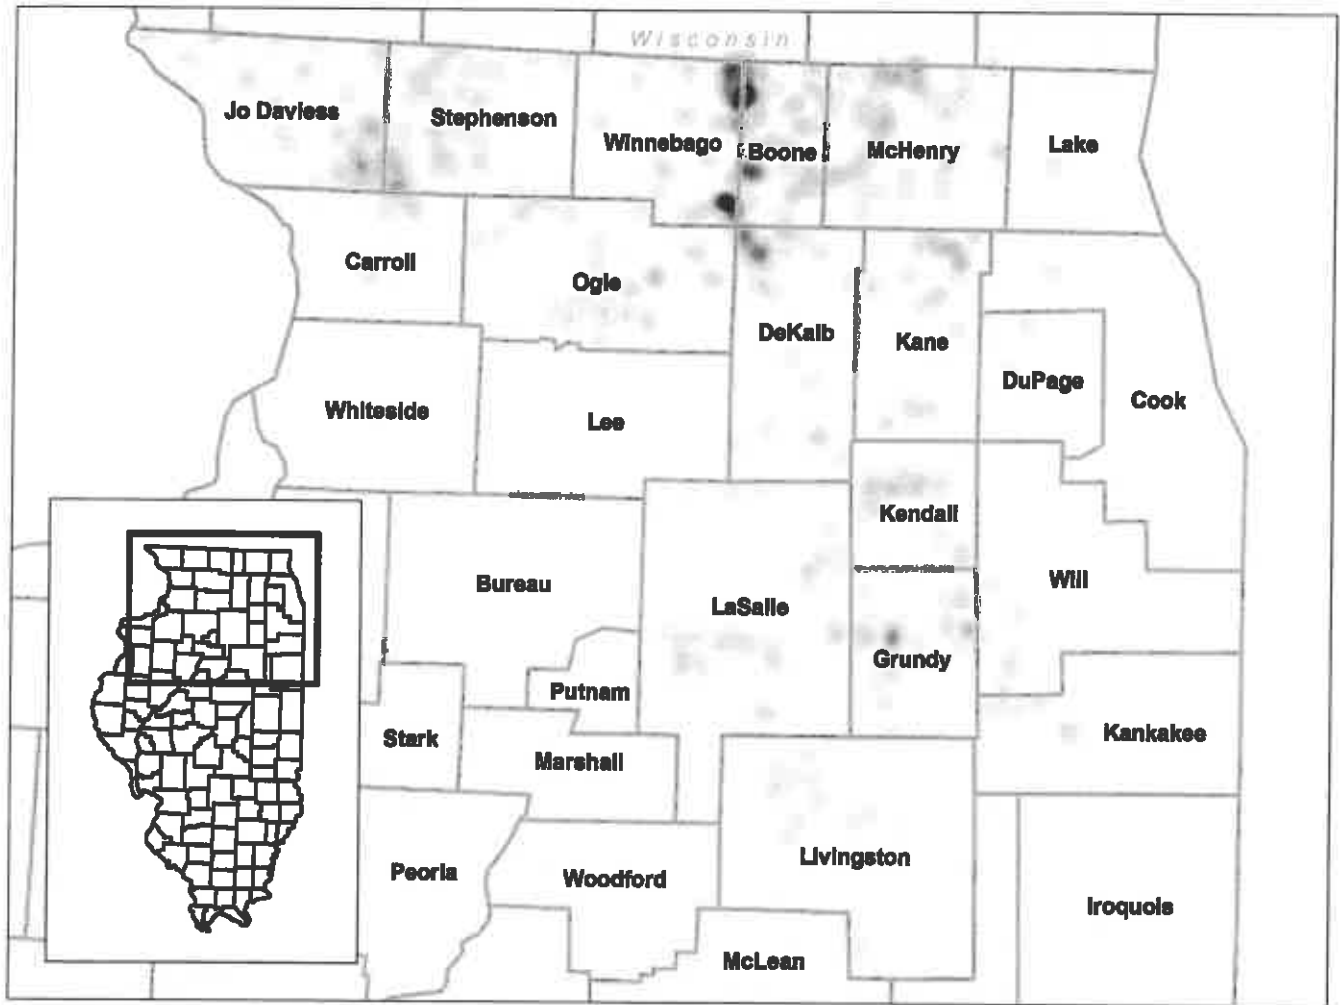 Wisconsin
Jo Daviess
Stephenson
Winnebago
Boone
McHenry
Lake
Carroll
Ogle
DeKalb
Kane
DuPage
Cook
Whiteside
Lee
Kendall
Bureau
LaSalle
Will
Grundy
Putnam
Stark
Marshall
Kankakee
Peoria
Woodford
Livingston
Iroquois
McLean